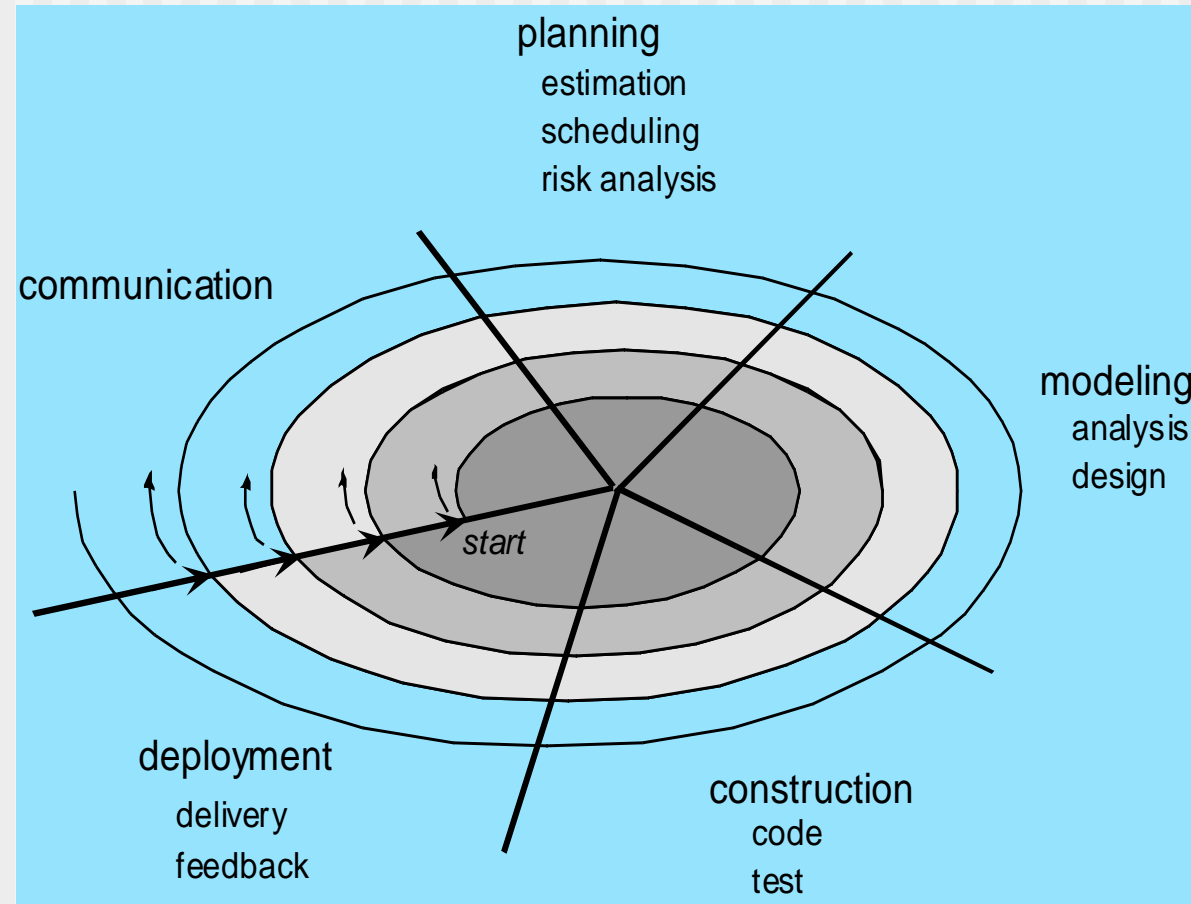 planning
estimation
scheduling
risk analysis
communication
modeling
analysis
design
start
deployment
delivery
feedback
construction
code
test